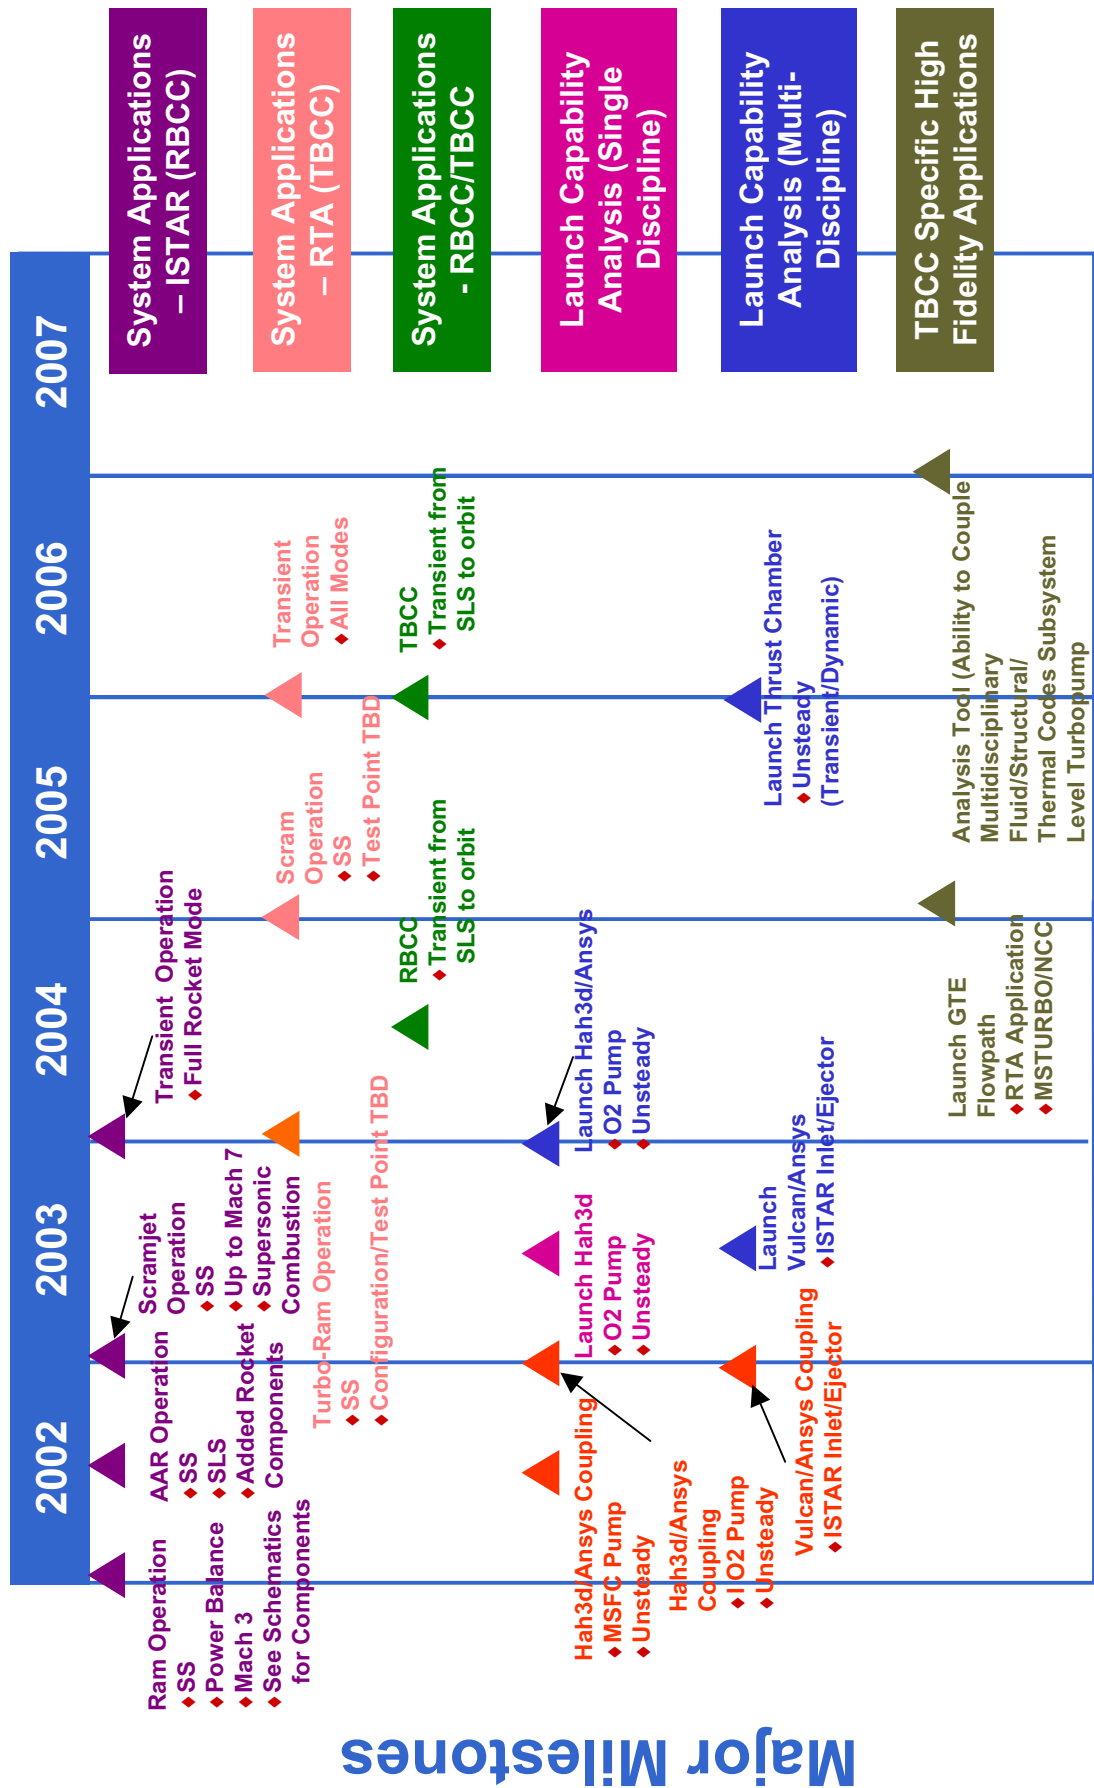 Major Milestones
2002
2003
2004
2005
2006
2007
Ram Operation
♦SS
♦Power Balance
♦Mach 3
♦See Schematics
for Components
AAR Operation
♦SS
♦SLS
♦Added Rocket
Components
Scramjet
Operation
♦SS
♦Up to Mach 7
♦Supersonic
Combustion
Transient Operation
♦Full Rocket Mode
System Applications
– ISTAR (RBCC)
Turbo-Ram Operation
♦SS
♦Configuration/Test Point TBD
Scram
Operation
♦SS
♦Test Point TBD
Transient
Operation
♦All Modes
System Applications
– RTA (TBCC)
RBCC
♦Transient from
SLS to orbit
TBCC
♦Transient from
SLS to orbit
System Applications
- RBCC/TBCC
Hah3d/Ansys Coupling
♦MSFC Pump
♦Unsteady
Hah3d/Ansys
Coupling
♦I O2 Pump
♦Unsteady
Launch Hah3d
♦O2 Pump
♦Unsteady
Launch Hah3d/Ansys
♦O2 Pump
♦Unsteady
Launch Capability
Analysis (Single
Discipline)
Vulcan/Ansys Coupling
♦ISTAR Inlet/Ejector
Launch
Vulcan/Ansys
♦ISTAR Inlet/Ejector
Launch Thrust Chamber
♦Unsteady
(Transient/Dynamic)
Launch Capability
Analysis (Multi-
Discipline)
Launch GTE
Flowpath
♦RTA Application
♦MSTURBO/NCC
Analysis Tool (Ability to Couple
Multidisciplinary
Fluid/Structural/
Thermal Codes Subsystem
Level Turbopump
TBCC Specific High
Fidelity Applications